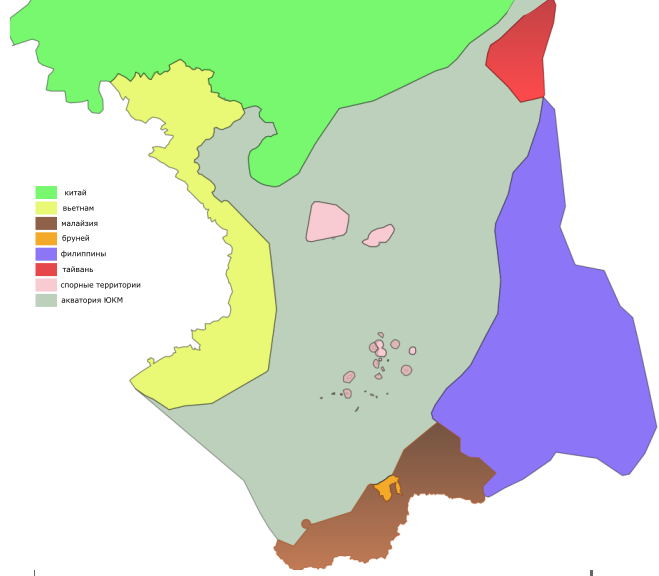 китай
вьетнам
малайзия
бруней
филиппины
тайвань
спорные территории
акватория ЮКМ